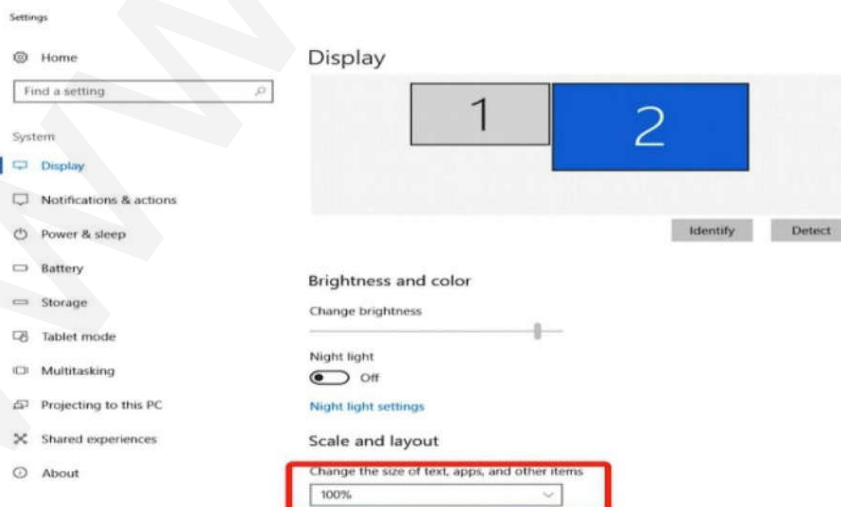 Settings
Home
Find a setting
System
Display
Notifications & actions
Power & sleep
Battery
Storage
Tablet mode
Multitasking
Projecting to this PC
Shared experiences
About
Display
1
2
Identify Detect
Brightness and color
Change brightness
Night light
Off
Night light settings
Scale and layout
Change the size of text, apps, and other items
100%